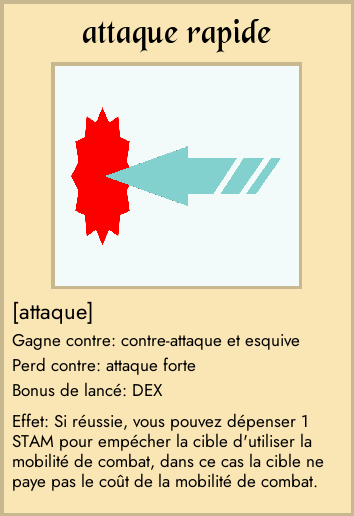 attaque rapide
[attaque]
Gagne contre: contre-attaque et esquive
Perd contre: attaque forte
Bonus de lancé: DEX
Effet: Si réussie, vous pouvez dépenser 1
STAM pour empécher la cible d'utiliser la
mobilité de combat, dans ce cas la cible ne
paye pas le coût de la mobilité de combat.